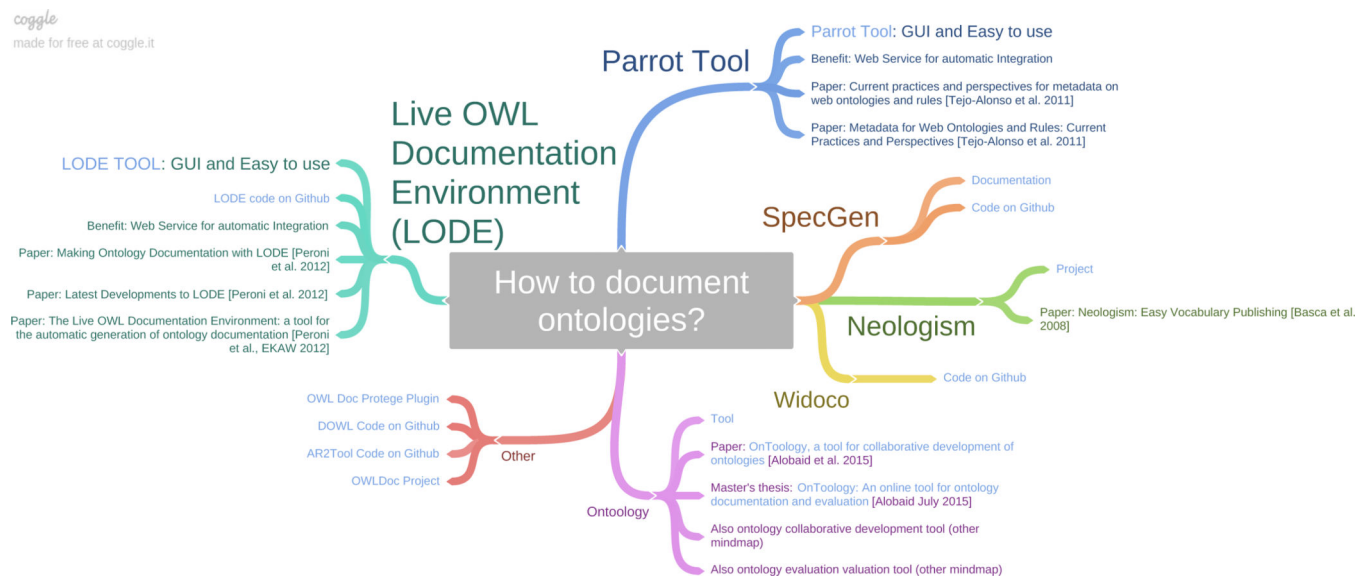 coggle
made for free at coggle.it
Parrot Tool
Parrot Tool: GUI and Easy to use
Benefit: Web Service for automatic Integration
Paper: Current practices and perspectives for metadata on
web ontologies and rules [Tejo-Alonso et al. 2011]
Paper: Metadata for Web Ontologies and Rules: Current
Practices and Perspectives [Tejo-Alonso et al. 2011]
Live OWL
Documentation
Environment
(LODE)
LODE TOOL: GUI and Easy to use
LODE code on Github
Benefit: Web Service for automatic Integration
Paper: Making Ontology Documentation with LODE [Peroni
et al. 2012]
Paper: Latest Developments to LODE [Peroni et al. 2012]
Paper: The Live OWL Documentation Environment: a tool for
the automatic generation of ontology documentation [Peroni
et al., EKAW 2012]
How to document
ontologies?
SpecGen
Documentation
Code on Github
Neologism
Project
Paper: Neologism: Easy Vocabulary Publishing [Basca et al.
2008]
Widoco
Code on Github
Other
OWL Doc Protege Plugin
DOWL Code on Github
AR2Tool Code on Github
OWLDoc Project
Ontoology
Tool
Paper: OnToology, a tool for collaborative development of
ontologies [Alobaid et al. 2015]
Master's thesis: OnToology: An online tool for ontology
documentation and evaluation [Alobaid July 2015]
Also ontology collaborative development tool (other
mindmap)
Also ontology evaluation valuation tool (other mindmap)